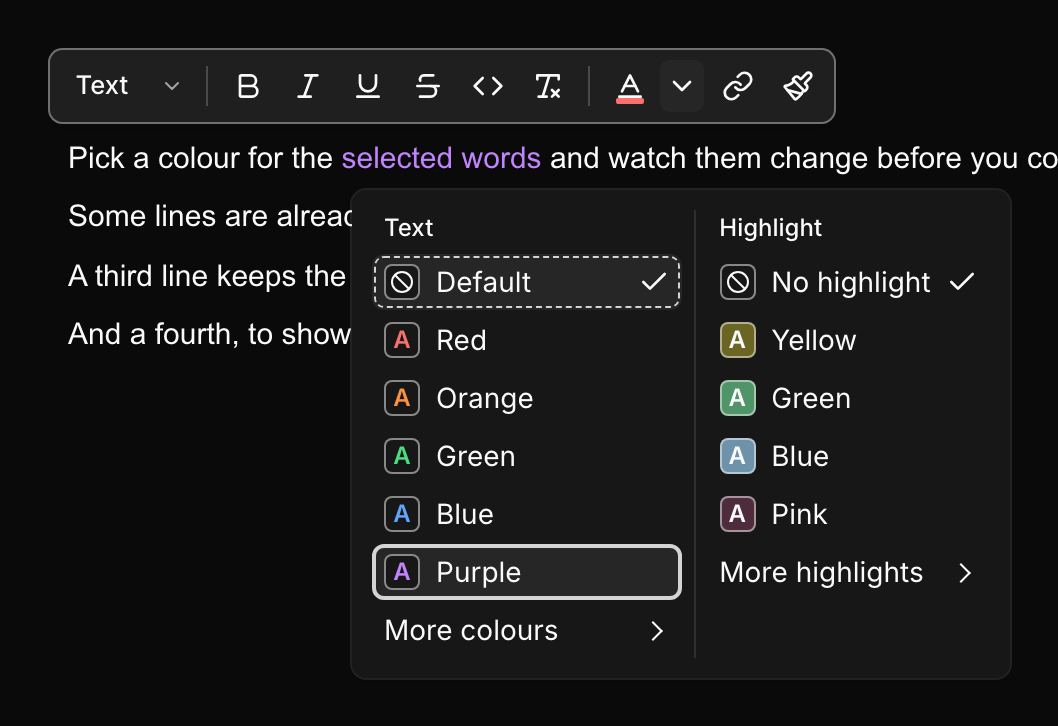 Text
Pick a colour for the selected words and watch them change before you co
Some lines are alrea
A third line keeps the
And a fourth, to show
Text
Default
A Red
A Orange
A Green
A Blue
A Purple
More colours
Highlight
No highlight
A Yellow
A Green
A Blue
A Pink
More highlights